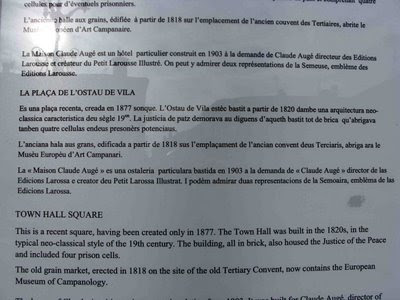 cellules pour d'éventuels prisonniers.
L'ancienne halle aux grains, édifiée à partir de 1818 sur l'emplacement de l'ancien couvent des Tertiaires, abrite le
Musée Européen d'Art Campanaire.
La Maison Claude Augé est un hôtel particulier construit en 1903 à la demande de Claude Augé directeur des Editions
Larousse et créateur du Petit Larousse Illustré. On peut y admirer deux représentations de la Semeuse, emblème des
Editions Larousse.
LA PLAÇA DE L'OSTAU DE VILA
Es una plaça recenta, creada en 1877 sonque. L'Ostau de Vila estèc bastit a partir de 1820 dambe una arquitectura neo-
classica caracteristica deu sègle 19au. La justicia de patz demorava au diguens d'aqueth bastit tot de brica qu'abrigava
tanben quatre cellulas endeus presonèrs potenciaus.
L'anciana hala aus grans, edificada a partir de 1818 sus l'emplaçament de l'ancian convent deus Terciaris, abriga ara le
Musèu Europèu d'Art Campanari.
La « Maison Claude Augé » es una ostaleria particulara bastida en 1903 a la demanda de « Claude Augé » director de las
Edicions Larossa e creator deu Petit Larossa Illustrat. I podèm admirar duas representacions de la Semoaira, emblèma de las
Edicions Larossa.
TOWN HALL SQUARE
This is a recent square, having been created only in 1877. The Town Hall was built in the 1820s, in the
typical neo-classical style of the 19th century. The building, all in brick, also housed the Justice of the Peace
and included four prison cells.
The old grain market, erected in 1818 on the site of the old Tertiary Convent, now contains the European
Museum of Campanology.